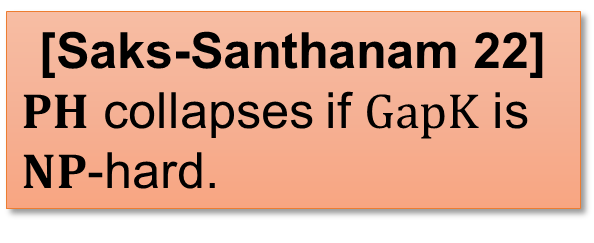 [Saks-Santhanam 22]
PH collapses if GapK is
NP-hard.